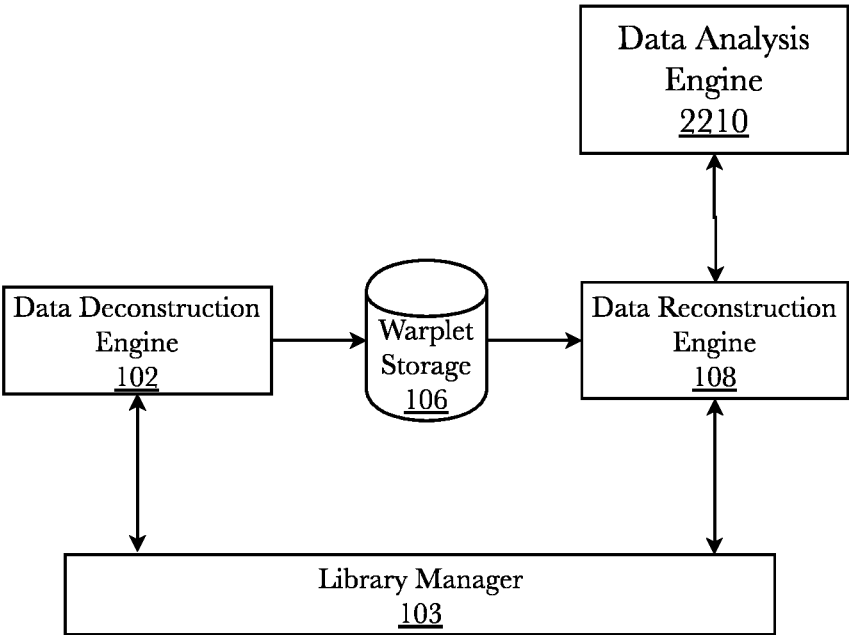 Data Analysis
Engine
2210
Data Deconstruction
Engine
102
Warplet
Storage
106
Data Reconstruction
Engine
108
Library Manager
103